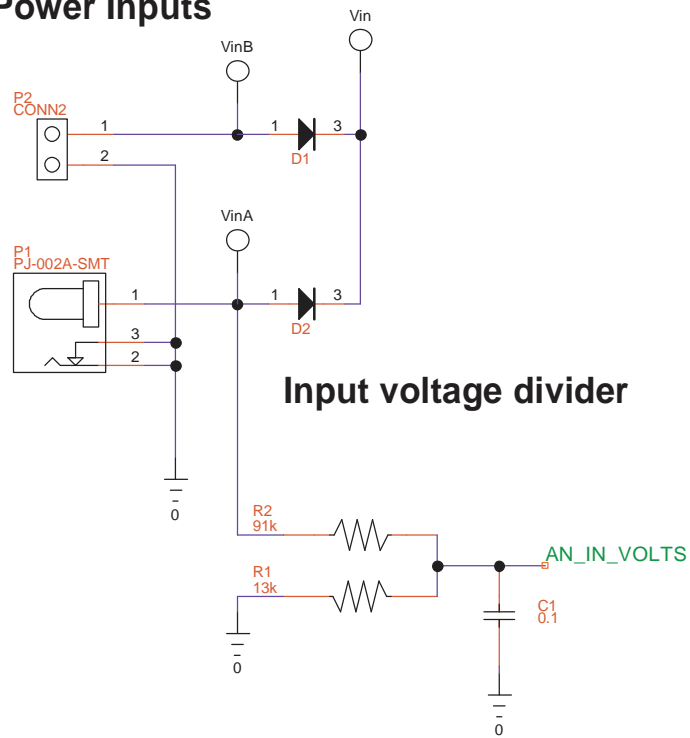 Power Inputs
Vin
VinB
P2
CONN2
1
2
1
3
D1
VinA
P1
PJ-002A-SMT
1
3
2
1
3
D2
Input voltage divider
0
R2
91k
AN_IN_VOLTS
R1
13k
C1
0.1
0
0